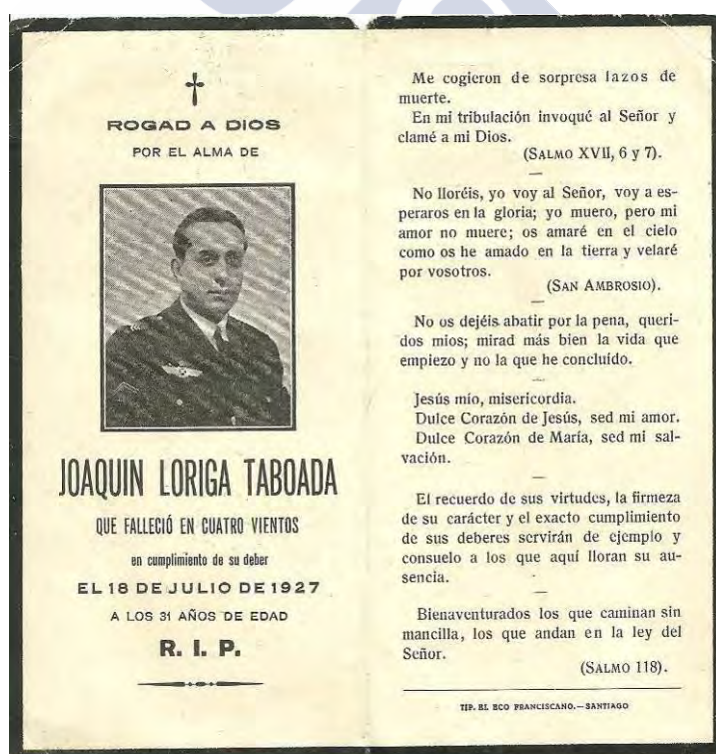 ROGAD A DIOS
POR EL ALMA DE
JOAQUIN LORIGA TABOADA
QUE FALLECIÓ EN CUATRO VIENTOS
en cumplimiento de su deber
EL 18 DE JULIO DE 1927
A LOS 31 AÑOS DE EDAD
R. I. P.
Me cogieron de sorpresa lazos de
muerte.
En mi tribulación invoqué al Señor y
clamé a mi Dios.
(SALMO XVII, 6 y 7).
No lloréis, yo voy al Señor, voy a es-
peraros en la gloria; yo muero, pero mi
amor no muere; os amaré en el cielo
como os he amado en la tierra y velaré
por vosotros.
(SAN AMBROSIO).
No os dejéis abatir por la pena, queri-
dos mios; mirad más bien la vida que
empiezo y no la que he concluído.
Jesús mío, misericordia.
Dulce Corazón de Jesús, sed mi amor.
Dulce Corazón de María, sed mi sal-
vación.
El recuerdo de sus virtudes, la firmeza
de su carácter y el exacto cumplimiento
de sus deberes servirán de ejemplo y
consuelo a los que aquí lloran su au-
sencia.
Bienaventurados los que caminan sin
mancilla, los que andan en la ley del
Señor.
(SALMO 118).
TIP. EL ECO FRANCISCANO.—SANTIAGO